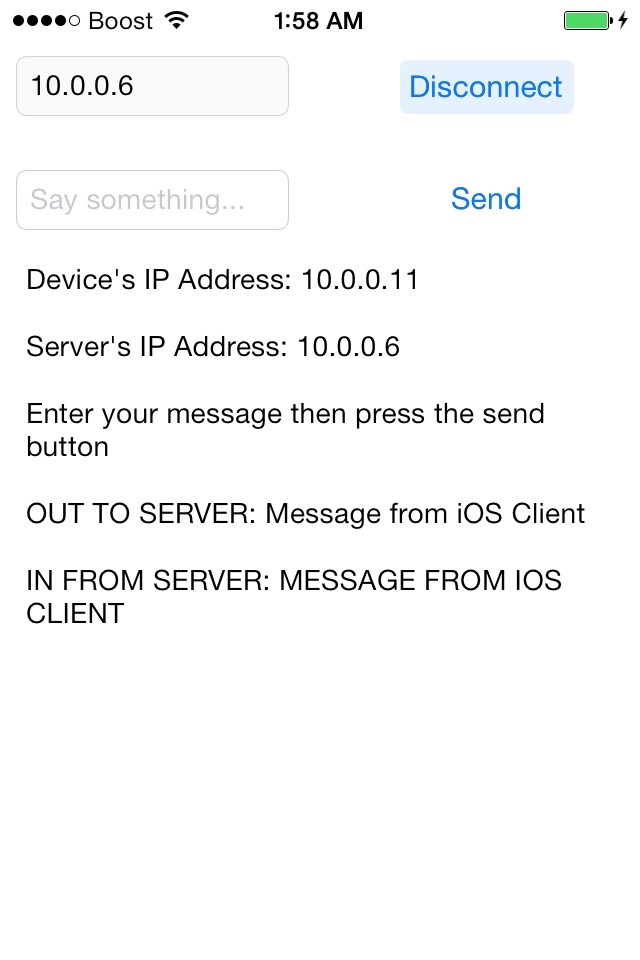 Boost 1:58 AM
10.0.0.6 Disconnect
Say something... Send
Device's IP Address: 10.0.0.11
Server's IP Address: 10.0.0.6
Enter your message then press the send
button
OUT TO SERVER: Message from iOS Client
IN FROM SERVER: MESSAGE FROM IOS
CLIENT